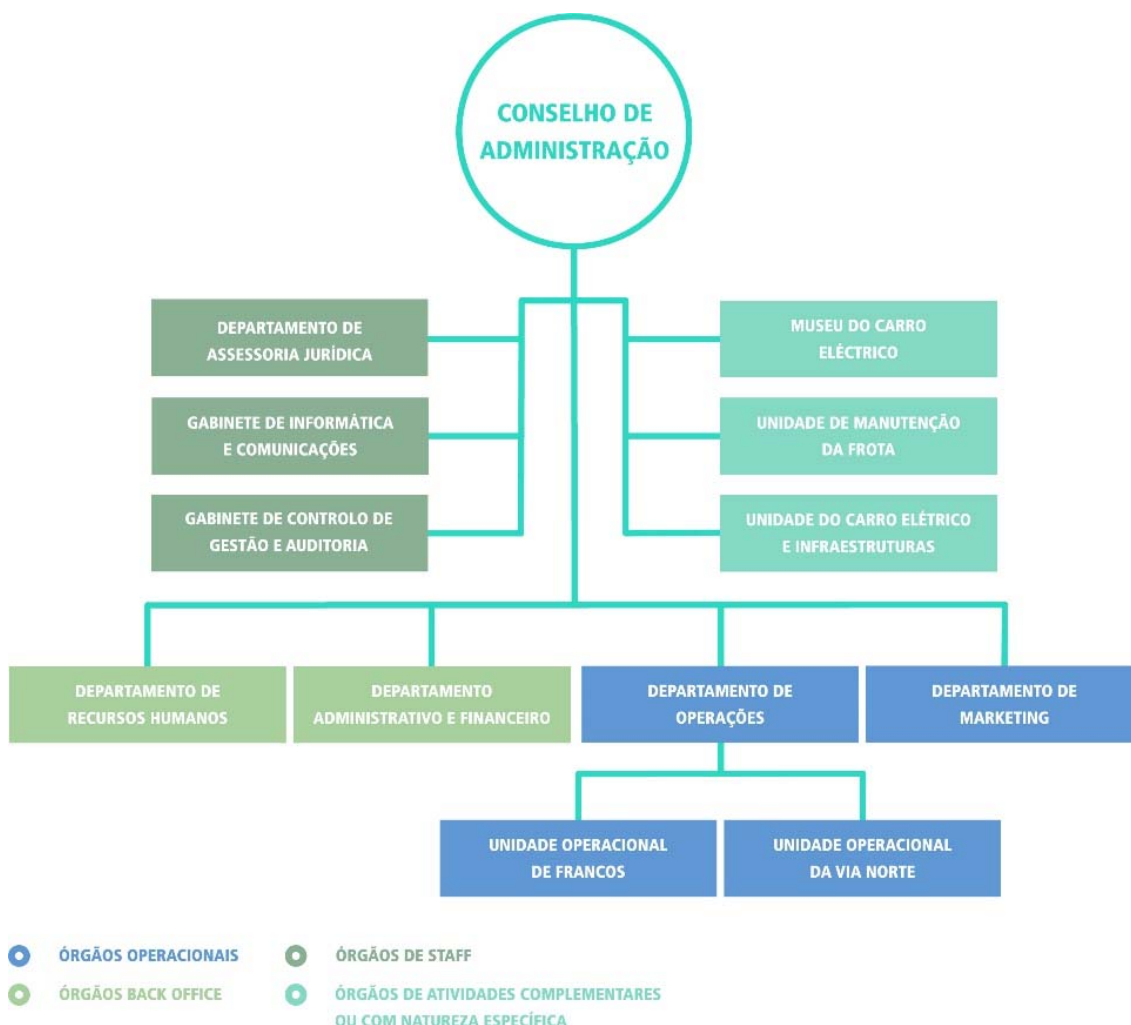 CONSELHO DE
ADMINISTRAÇÃO
DEPARTAMENTO DE
ASSESSORIA JURÍDICA
MUSEU DO CARRO
ELÉCTRICO
GABINETE DE INFORMÁTICA
E COMUNICAÇÕES
UNIDADE DE MANUTENÇÃO
DA FROTA
GABINETE DE CONTROLO DE
GESTÃO E AUDITORIA
UNIDADE DO CARRO ELÉTRICO
E INFRAESTRUTURAS
DEPARTAMENTO DE
RECURSOS HUMANOS
DEPARTAMENTO
ADMINISTRATIVO E FINANCEIRO
DEPARTAMENTO DE
OPERAÇÕES
DEPARTAMENTO DE
MARKETING
UNIDADE OPERACIONAL
DE FRANCOS
UNIDADE OPERACIONAL
DA VIA NORTE
ÓRGÃOS OPERACIONAIS
ÓRGÃOS DE STAFF
ÓRGÃOS BACK OFFICE
ÓRGÃOS DE ATIVIDADES COMPLEMENTARES
OU COM NATUREZA ESPECÍFICA